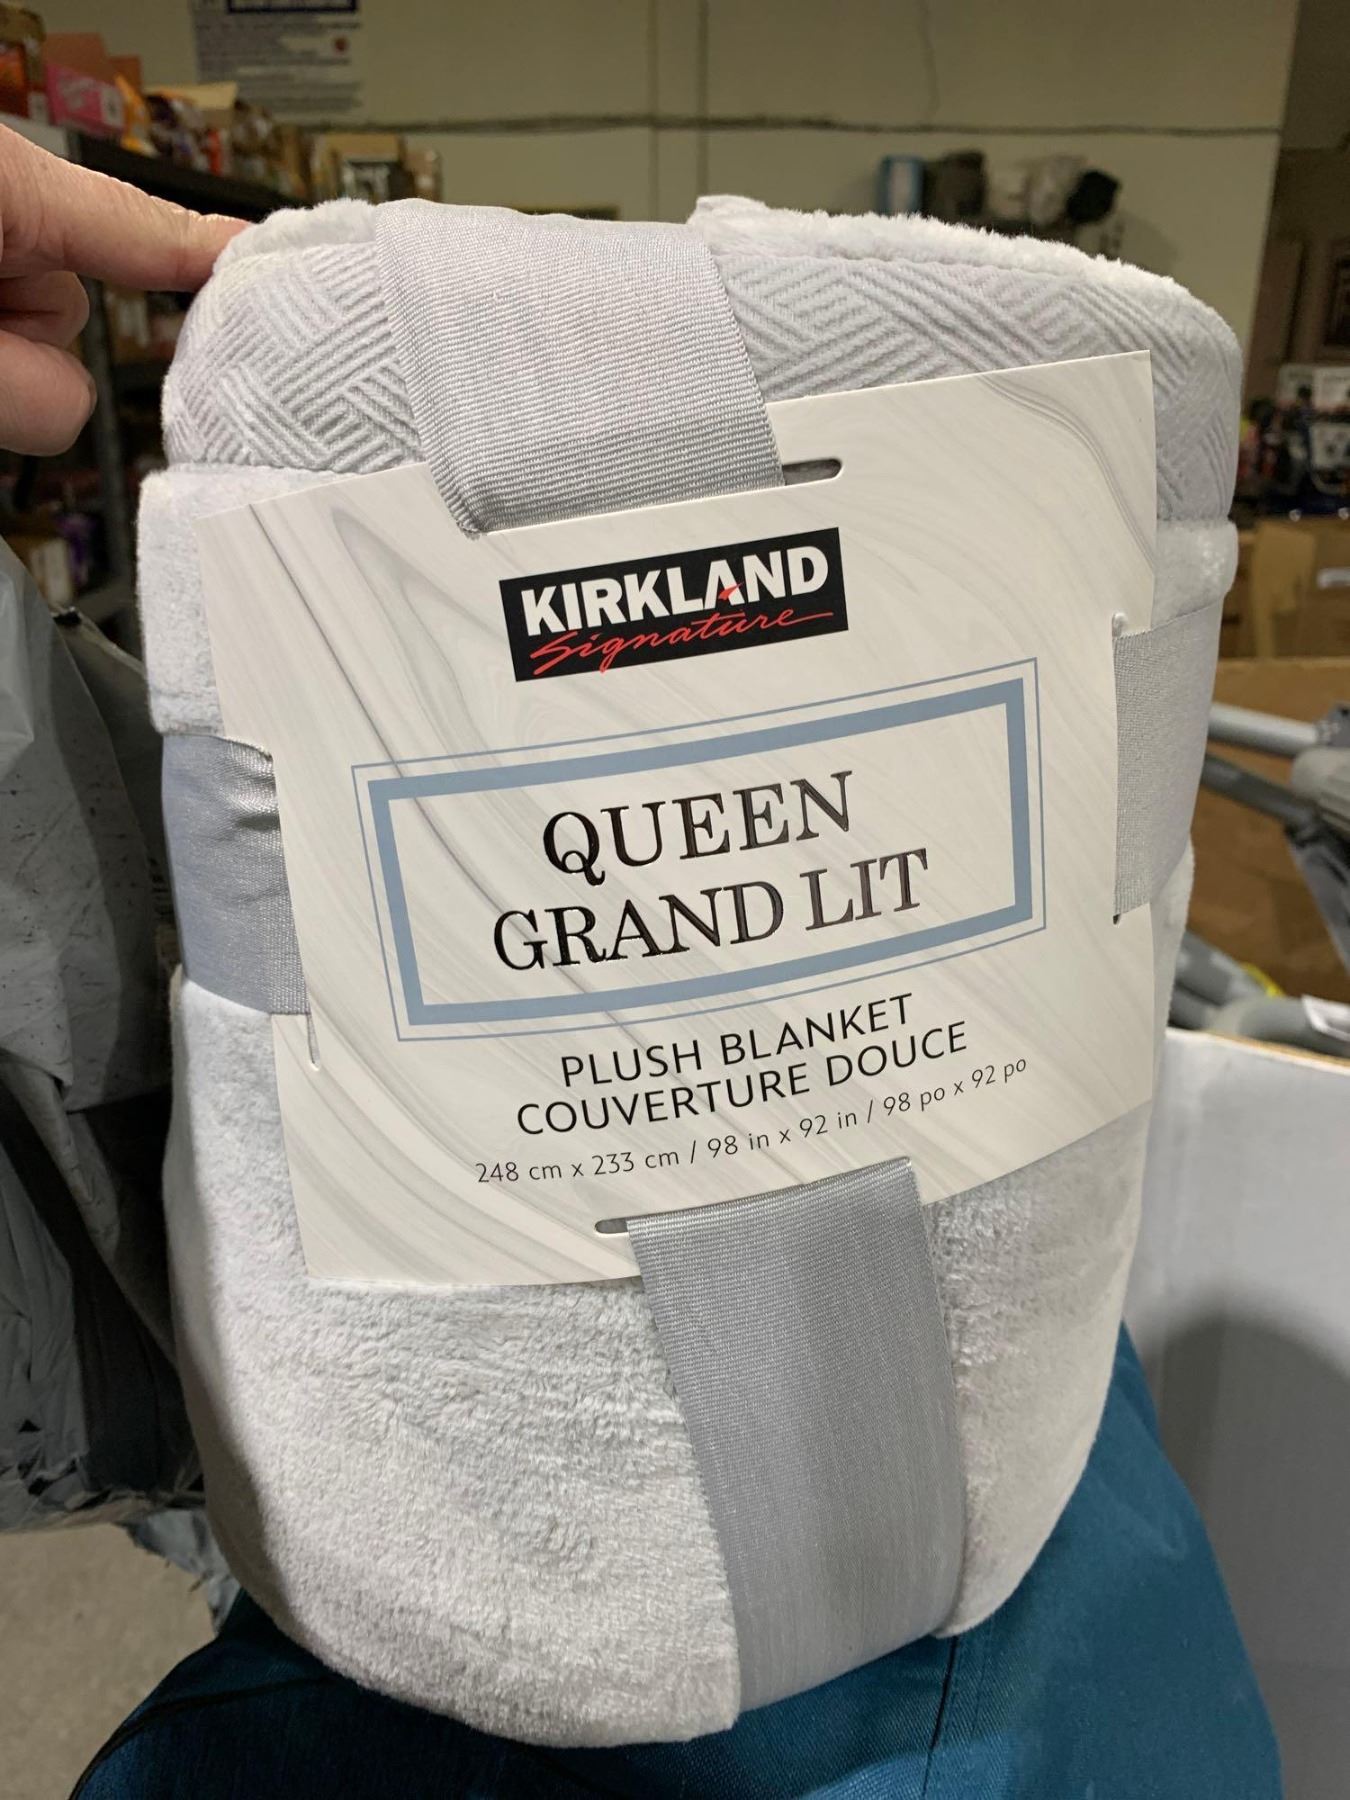 KIRKLAND
Signature
QUEEN
GRAND LIT
PLUSH BLANKET
COUVERTURE DOUCE
248 cm x 233 cm / 98 in x 92 in / 98 po x 92 po